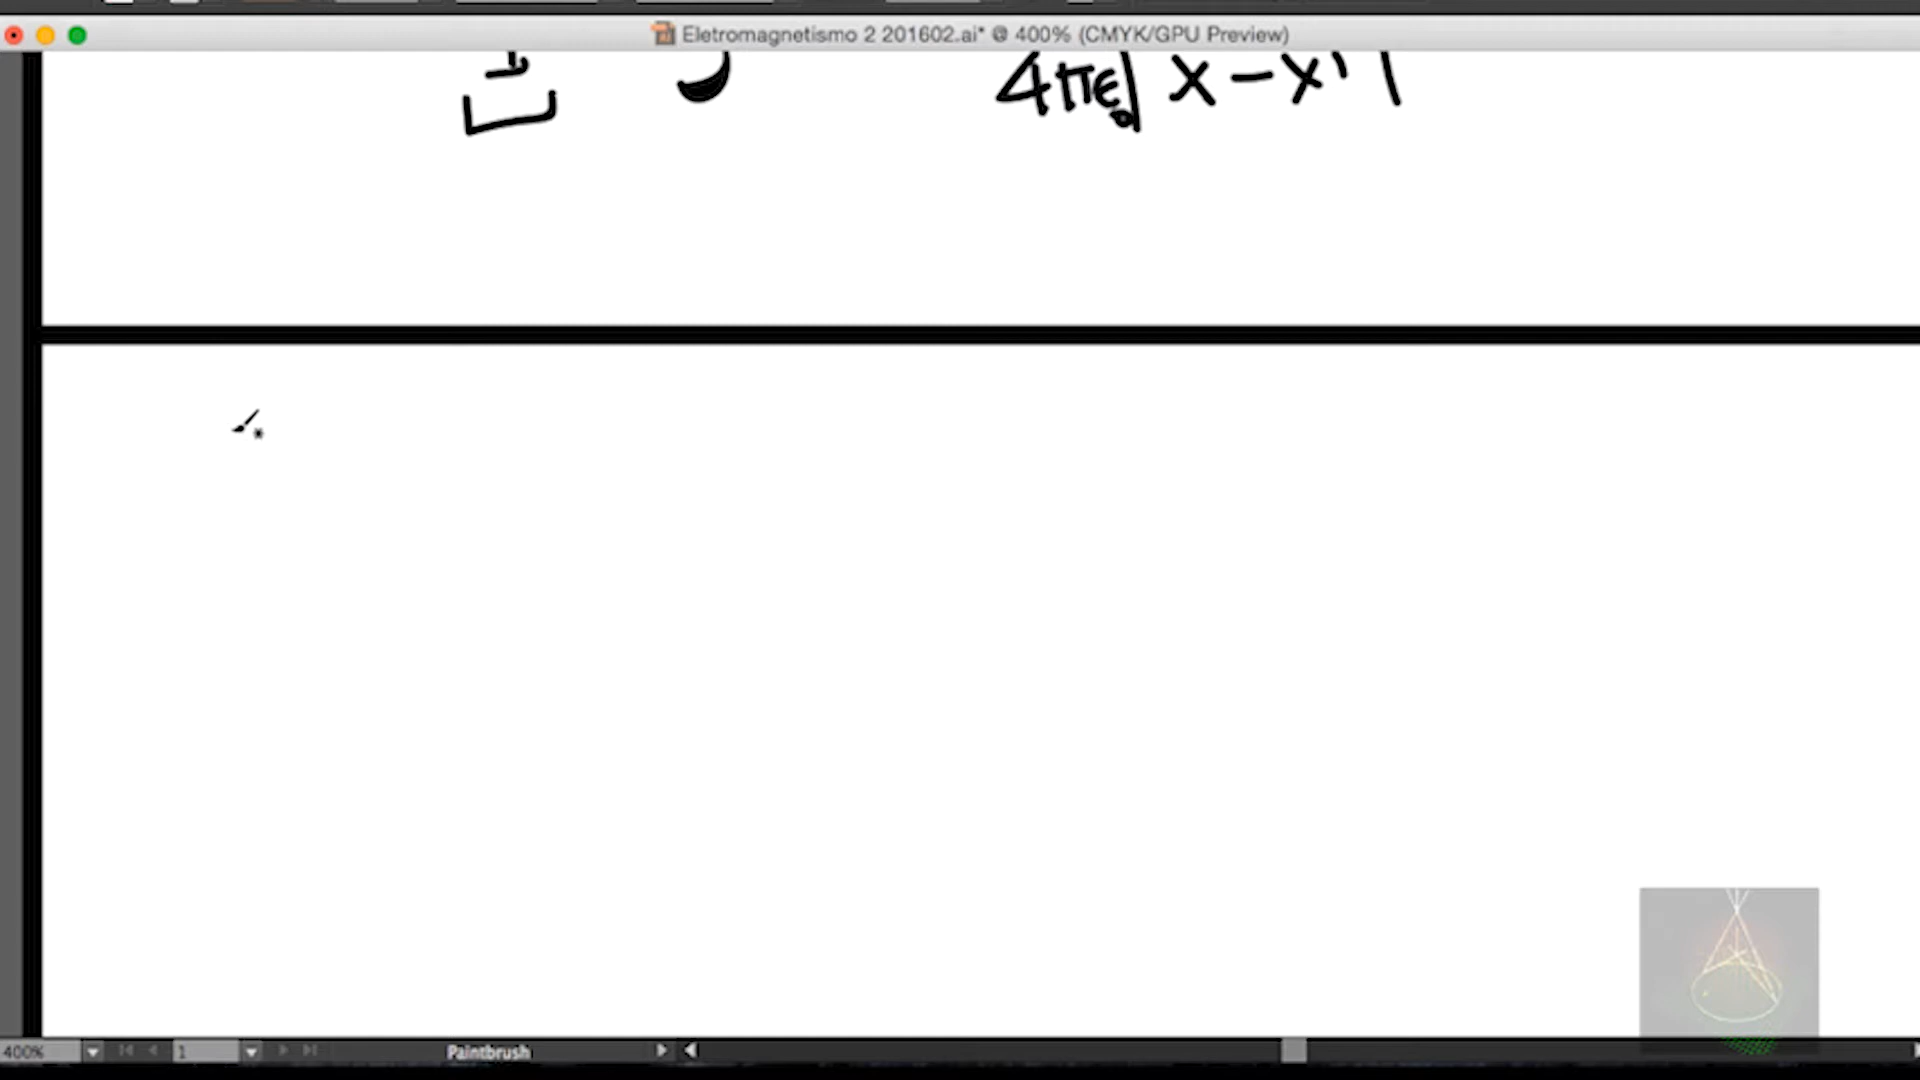 Eletromagnetismo 2 201602.ai* @ 400% (CMYK/GPU Preview)
4πε₀|x-x'|
400%
1
Paintbrush